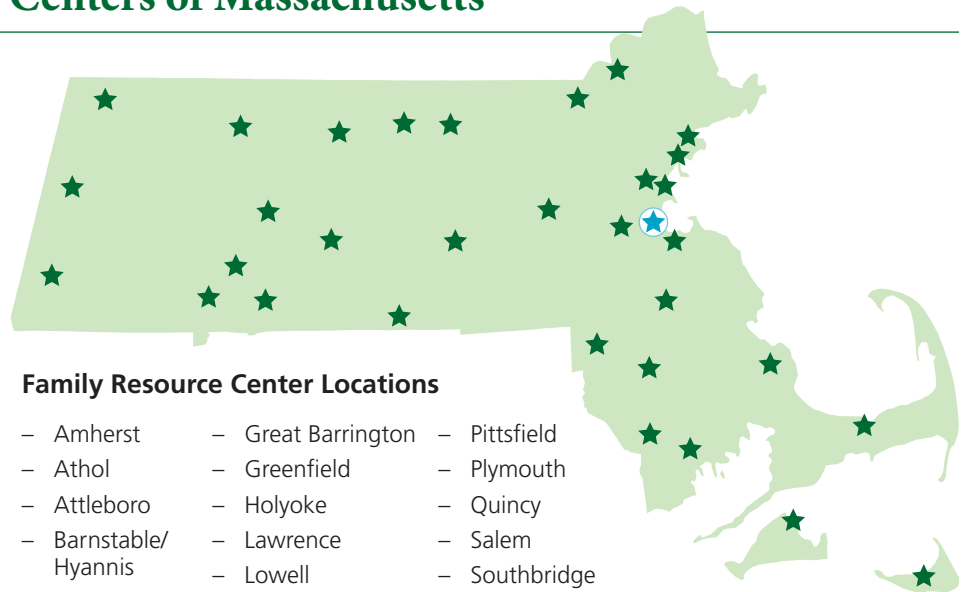 Centers of Massachusetts
Family Resource Center Locations
– Amherst
– Athol
– Attleboro
– Barnstable/
Hyannis
– Great Barrington
– Greenfield
– Holyoke
– Lawrence
– Lowell
– Pittsfield
– Plymouth
– Quincy
– Salem
– Southbridge